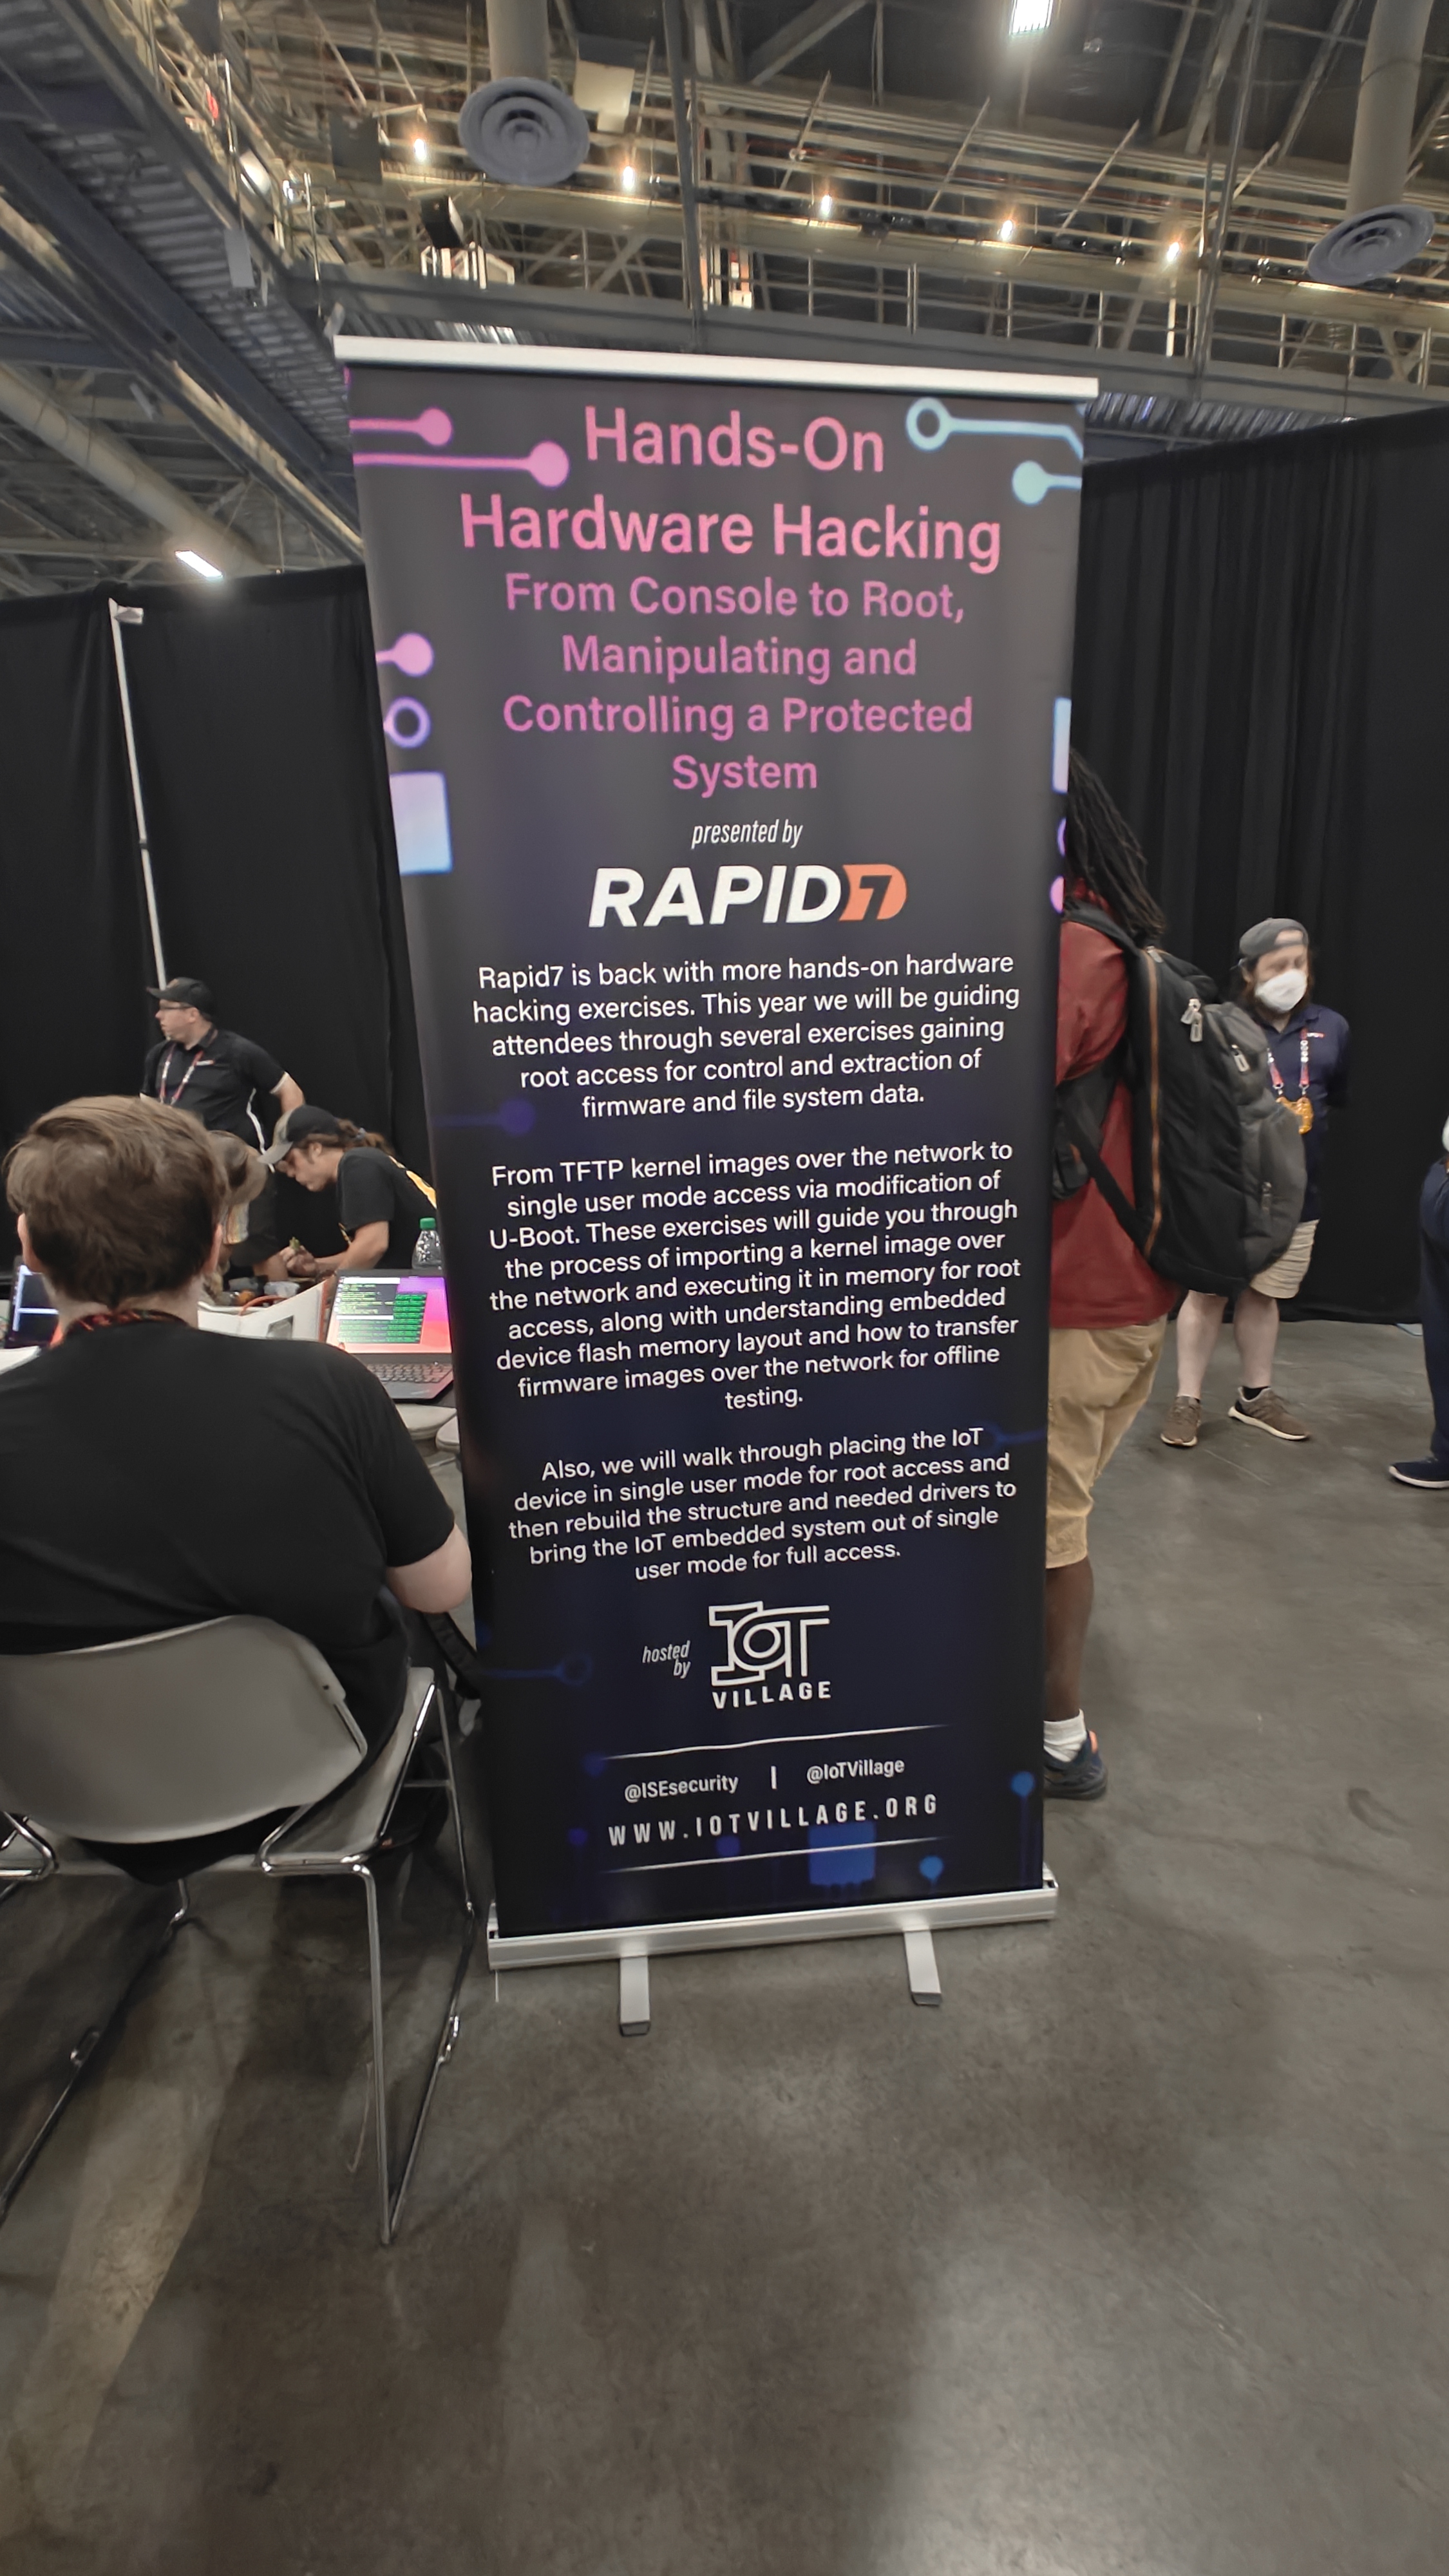 Hands-On
Hardware Hacking
From Console to Root,
Manipulating and
Controlling a Protected
System
presented by
RAPID7
Rapid7 is back with more hands-on hardware
hacking exercises. This year we will be guiding
attendees through several exercises gaining
root access for control and extraction of
firmware and file system data.
From TFTP kernel images over the network to
single user mode access via modification of
U-Boot. These exercises will guide you through
the process of importing a kernel image over
the network and executing it in memory for root
access, along with understanding embedded
device flash memory layout and how to transfer
firmware images over the network for offline
testing.
Also, we will walk through placing the IoT
device in single user mode for root access and
then rebuild the structure and needed drivers to
bring the IoT embedded system out of single
user mode for full access.
hosted
by
IoT
VILLAGE
@ISEsecurity | @IoTVillage
WWW.IOTVILLAGE.ORG